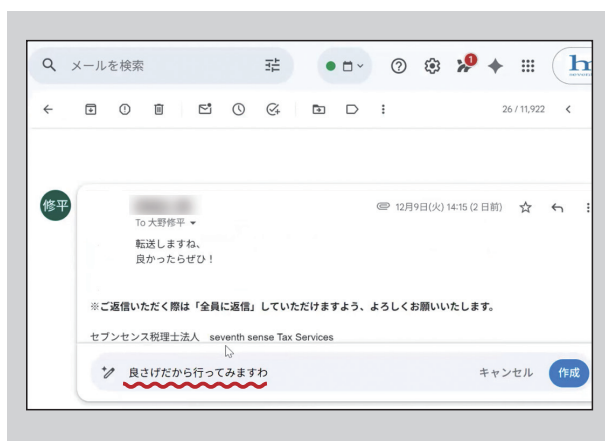 メールを検索
1
26 / 11,922
修平
12月9日(火) 14:15 (2 日前)
To 大野修平
転送しますね、
良かったらぜひ！
※ご返信いただく際は「全員に返信」していただけますよう、よろしくお願いいたします。
セブンセンス税理士法人 seventh sense Tax Services
良さげだから行ってみますわ
キャンセル
作成